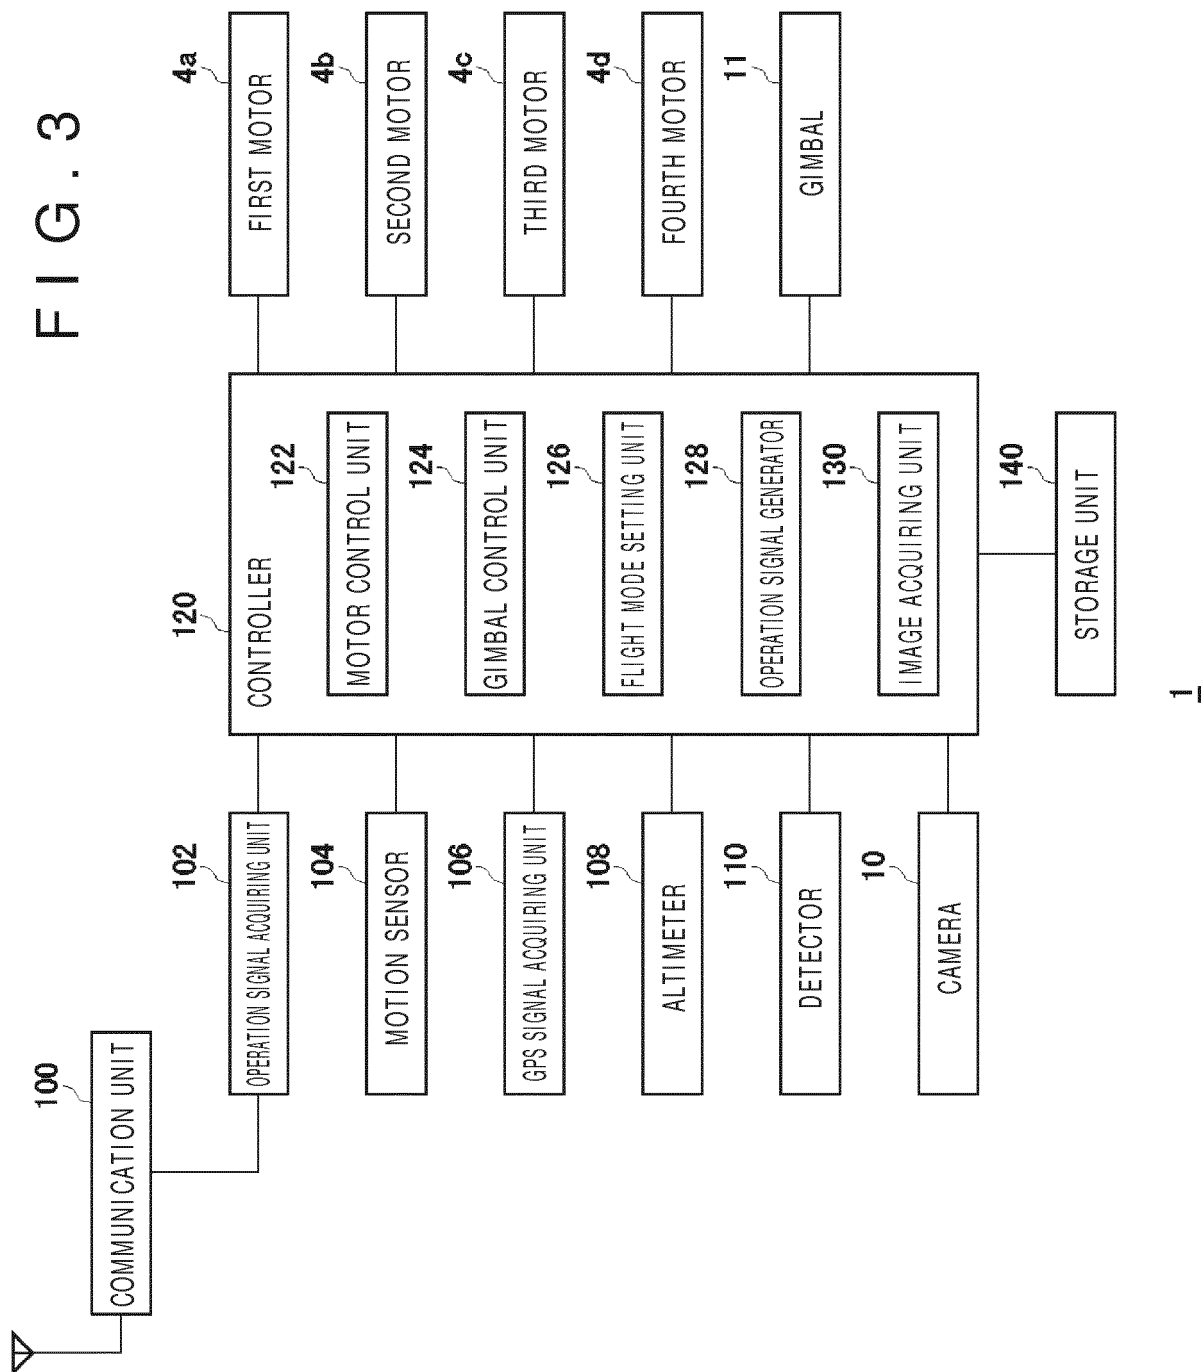 FIG. 3
100
COMMUNICATION UNIT
102
OPERATION SIGNAL ACQUIRING UNIT
104
MOTION SENSOR
106
GPS SIGNAL ACQUIRING UNIT
108
ALTIMETER
110
DETECTOR
10
CAMERA
120
CONTROLLER
122
MOTOR CONTROL UNIT
124
GIMBAL CONTROL UNIT
126
FLIGHT MODE SETTING UNIT
128
OPERATION SIGNAL GENERATOR
130
IMAGE ACQUIRING UNIT
140
STORAGE UNIT
4a
FIRST MOTOR
4b
SECOND MOTOR
4c
THIRD MOTOR
4d
FOURTH MOTOR
11
GIMBAL
1